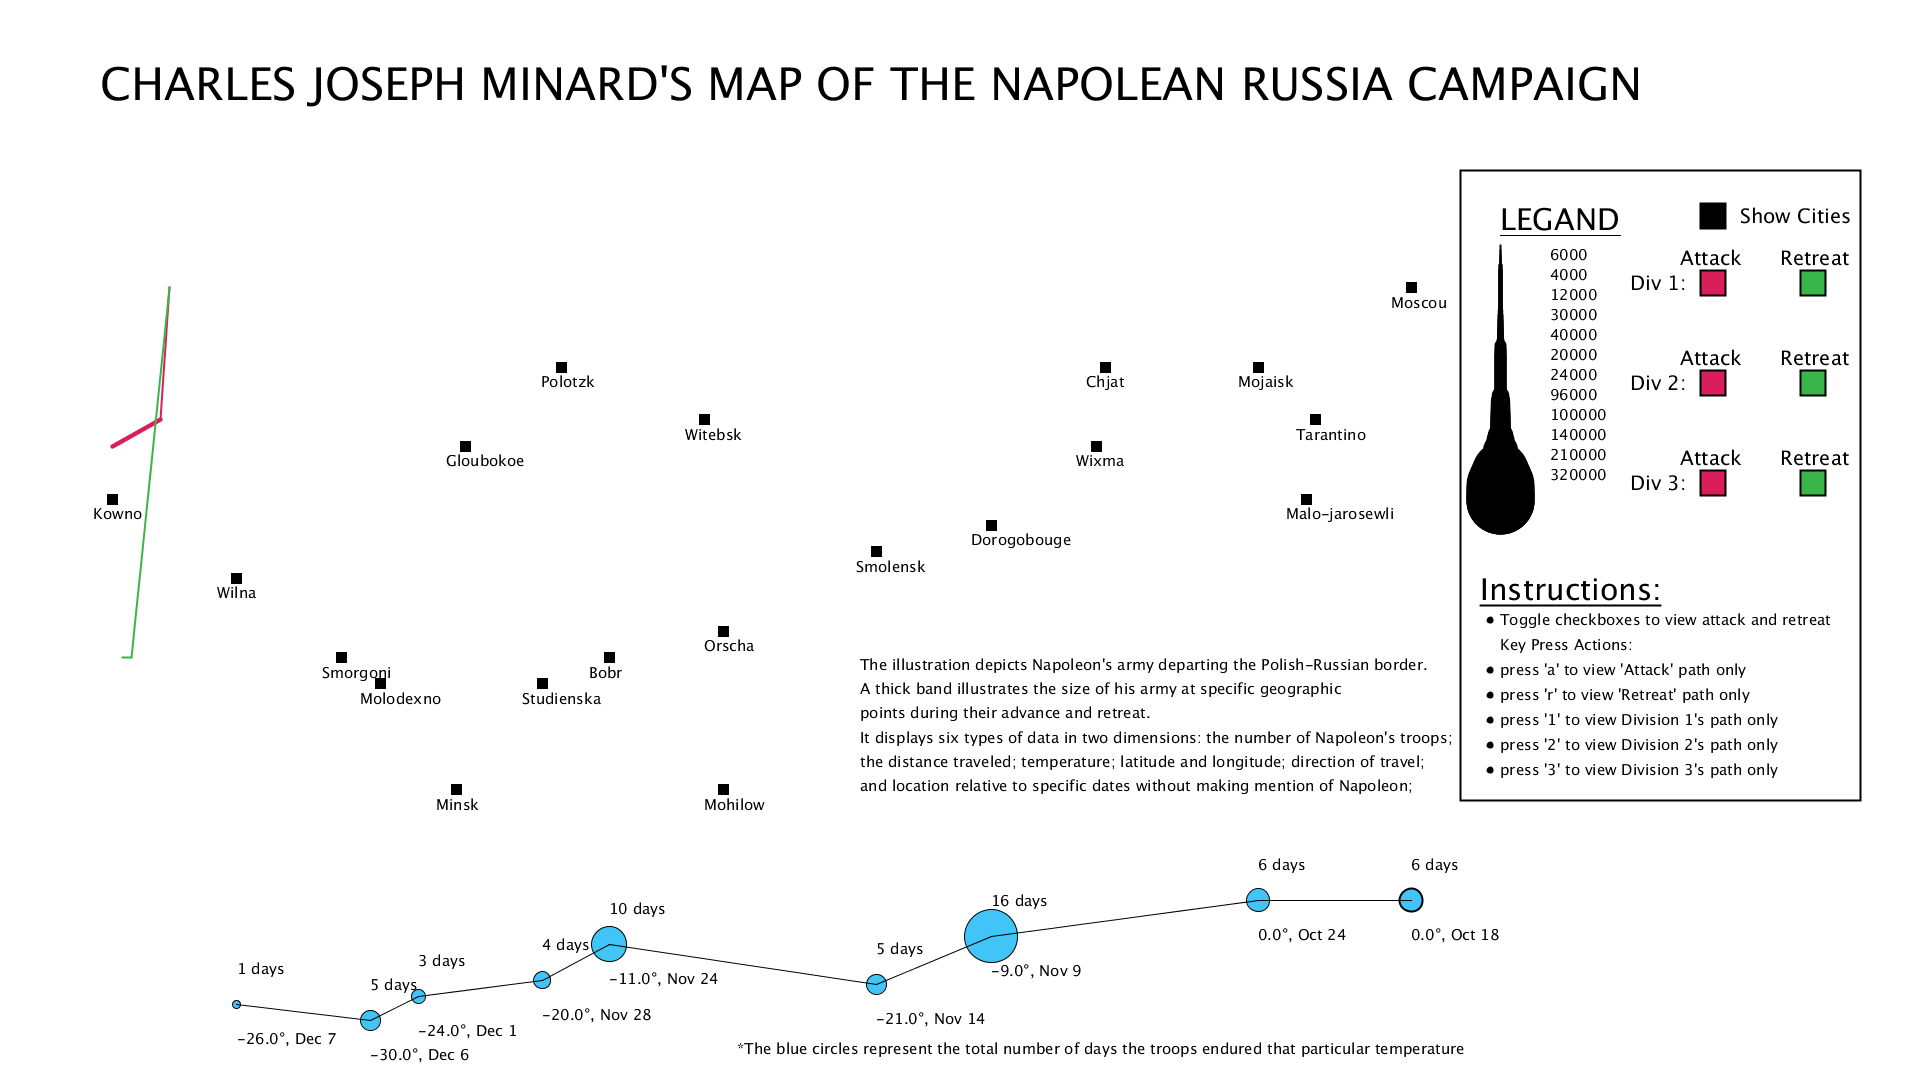 CHARLES JOSEPH MINARD'S MAP OF THE NAPOLEAN RUSSIA CAMPAIGN
Moscou
Polotzk
Chjat
Mojaisk
Witebsk
Tarantino
Gloubokoe
Wixma
Kowno
Malo-jarosewli
Dorogobouge
Smolensk
Wilna
Orscha
Smorgoni
Bobr
Molodexno
Studienska
Minsk
Mohilow
LEGAND
Show Cities
6000
4000
12000
30000
40000
20000
24000
96000
100000
140000
210000
320000
Attack Retreat
Div 1:
Attack Retreat
Div 2:
Attack Retreat
Div 3:
Instructions:
● Toggle checkboxes to view attack and retreat
Key Press Actions:
● press 'a' to view 'Attack' path only
● press 'r' to view 'Retreat' path only
● press '1' to view Division 1's path only
● press '2' to view Division 2's path only
● press '3' to view Division 3's path only
The illustration depicts Napoleon's army departing the Polish-Russian border.
A thick band illustrates the size of his army at specific geographic
points during their advance and retreat.
It displays six types of data in two dimensions: the number of Napoleon's troops;
the distance traveled; temperature; latitude and longitude; direction of travel;
and location relative to specific dates without making mention of Napoleon;
1 days
-26.0°, Dec 7
5 days
-30.0°, Dec 6
3 days
-24.0°, Dec 1
4 days
-20.0°, Nov 28
10 days
-11.0°, Nov 24
5 days
-21.0°, Nov 14
16 days
-9.0°, Nov 9
6 days
0.0°, Oct 24
6 days
0.0°, Oct 18
*The blue circles represent the total number of days the troops endured that particular temperature